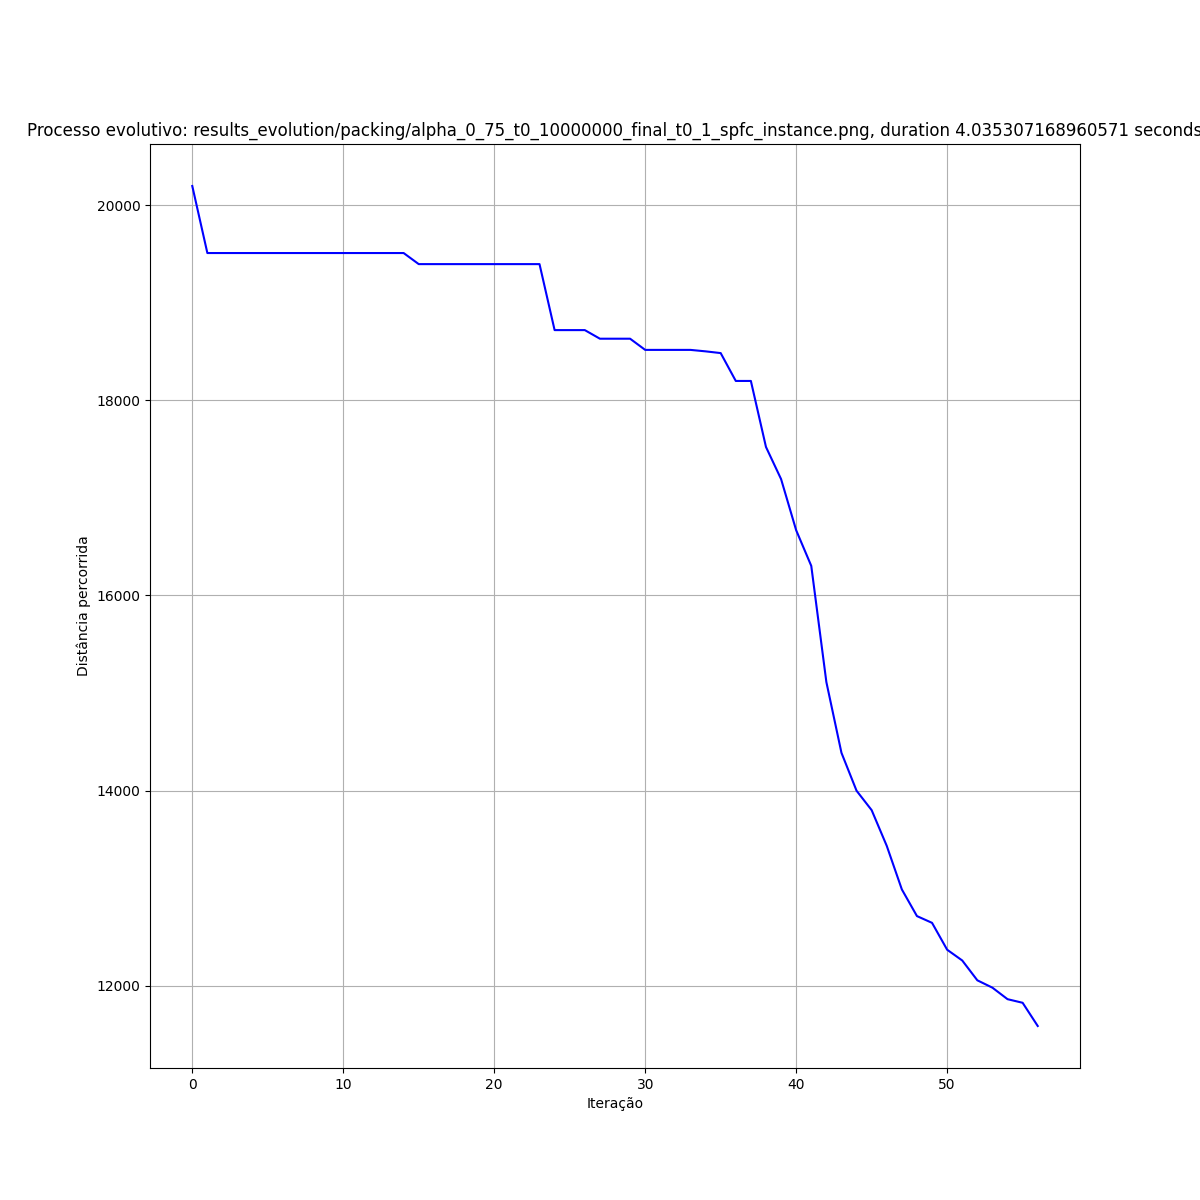 Processo evolutivo: results_evolution/packing/alpha_0_75_t0_10000000_final_t0_1_spfc_instance.png, duration 4.035307168960571 seconds
20000
18000
16000
14000
12000
Distância percorrida
0 10 20 30 40 50
Iteração